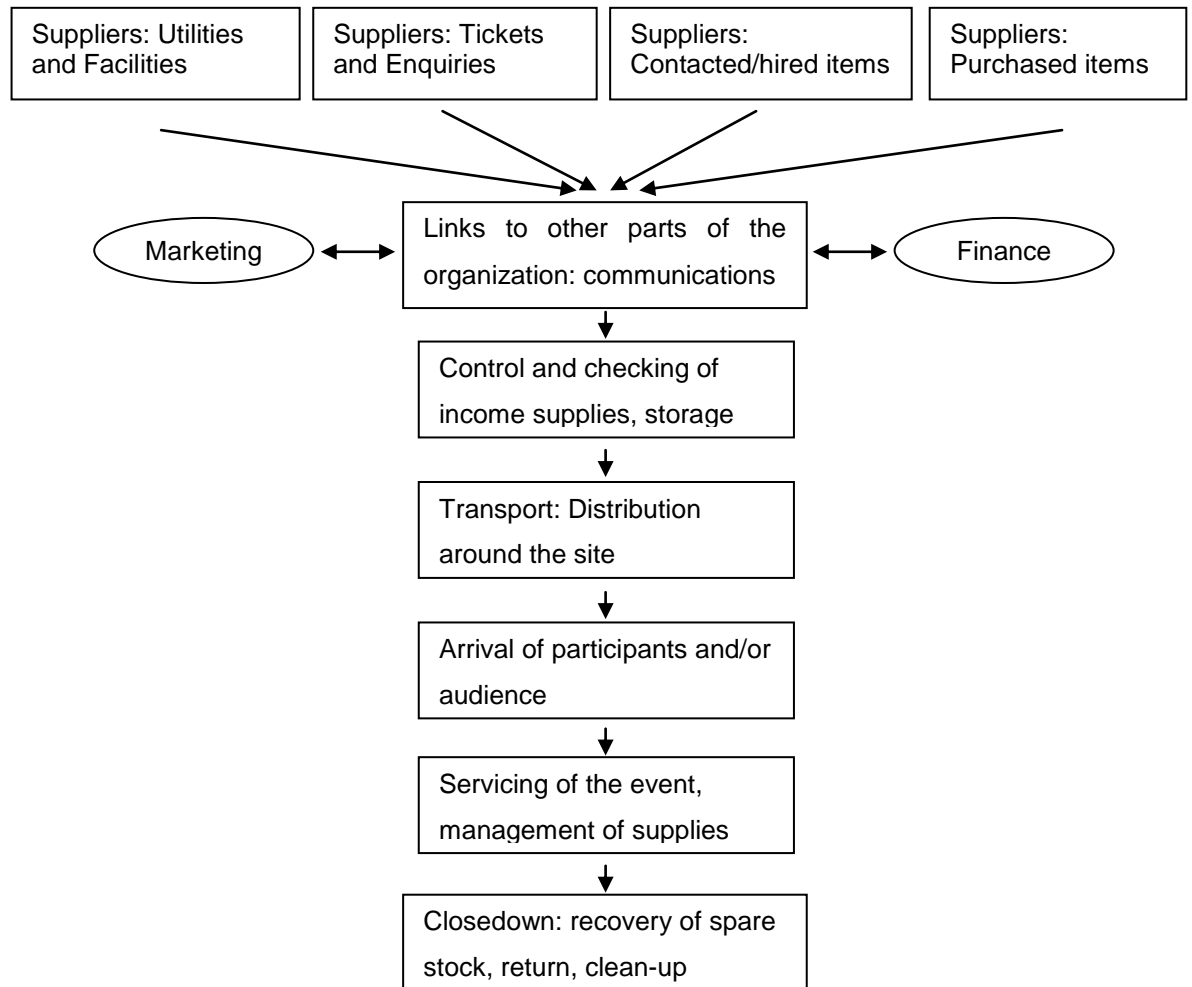 Suppliers: Utilities
and Facilities
Suppliers: Tickets
and Enquiries
Suppliers:
Contacted/hired items
Suppliers:
Purchased items
Marketing
Links to other parts of the
organization: communications
Finance
Control and checking of
income supplies, storage
Transport: Distribution
around the site
Arrival of participants and/or
audience
Servicing of the event,
management of supplies
Closedown: recovery of spare
stock, return, clean-up